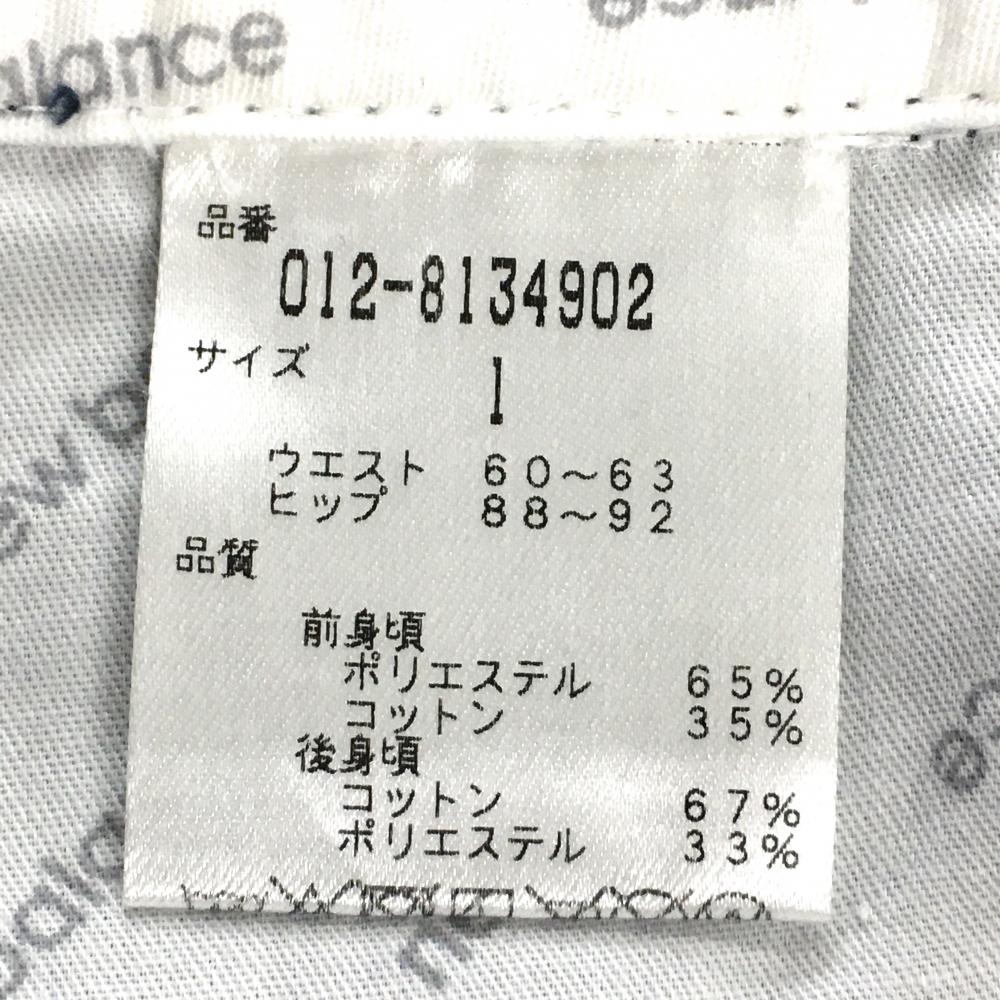 alance
品番
012-8134902
サイズ
1
ウエスト 60〜63
ヒップ 88〜92
品質
前身頃
ポリエステル 65%
コットン 35%
後身頃
コットン 67%
ポリエステル 33%